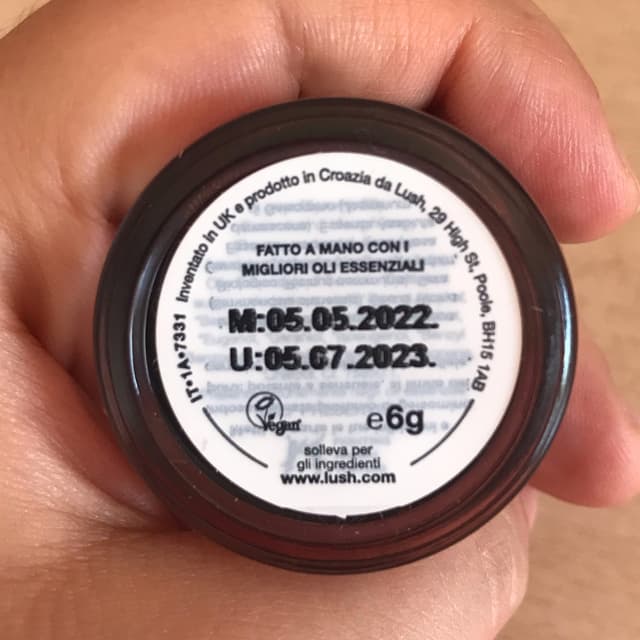 IT•1A•7331 Inventato in UK e prodotto in Croazia da Lush, 29 High St, Poole, BH15 1AB
FATTO A MANO CON I
MIGLIORI OLI ESSENZIALI
M:05.05.2022.
U:05.07.2023.
Vegan
e6g
solleva per
gli ingredienti
www.lush.com